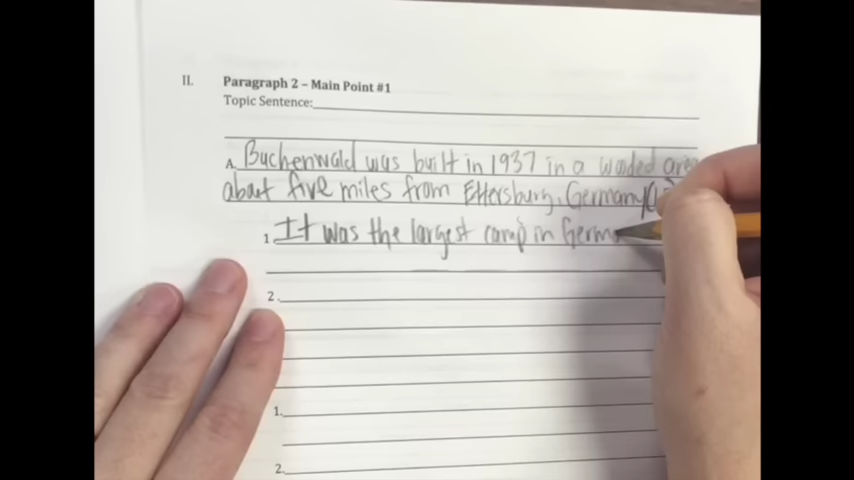 II. Paragraph 2 – Main Point #1
Topic Sentence:
A. Buchenwald was built in 1937 in a wooded area
about five miles from Ettersburg, Germany
1. It was the largest camp in Germa
2.
1.
2.